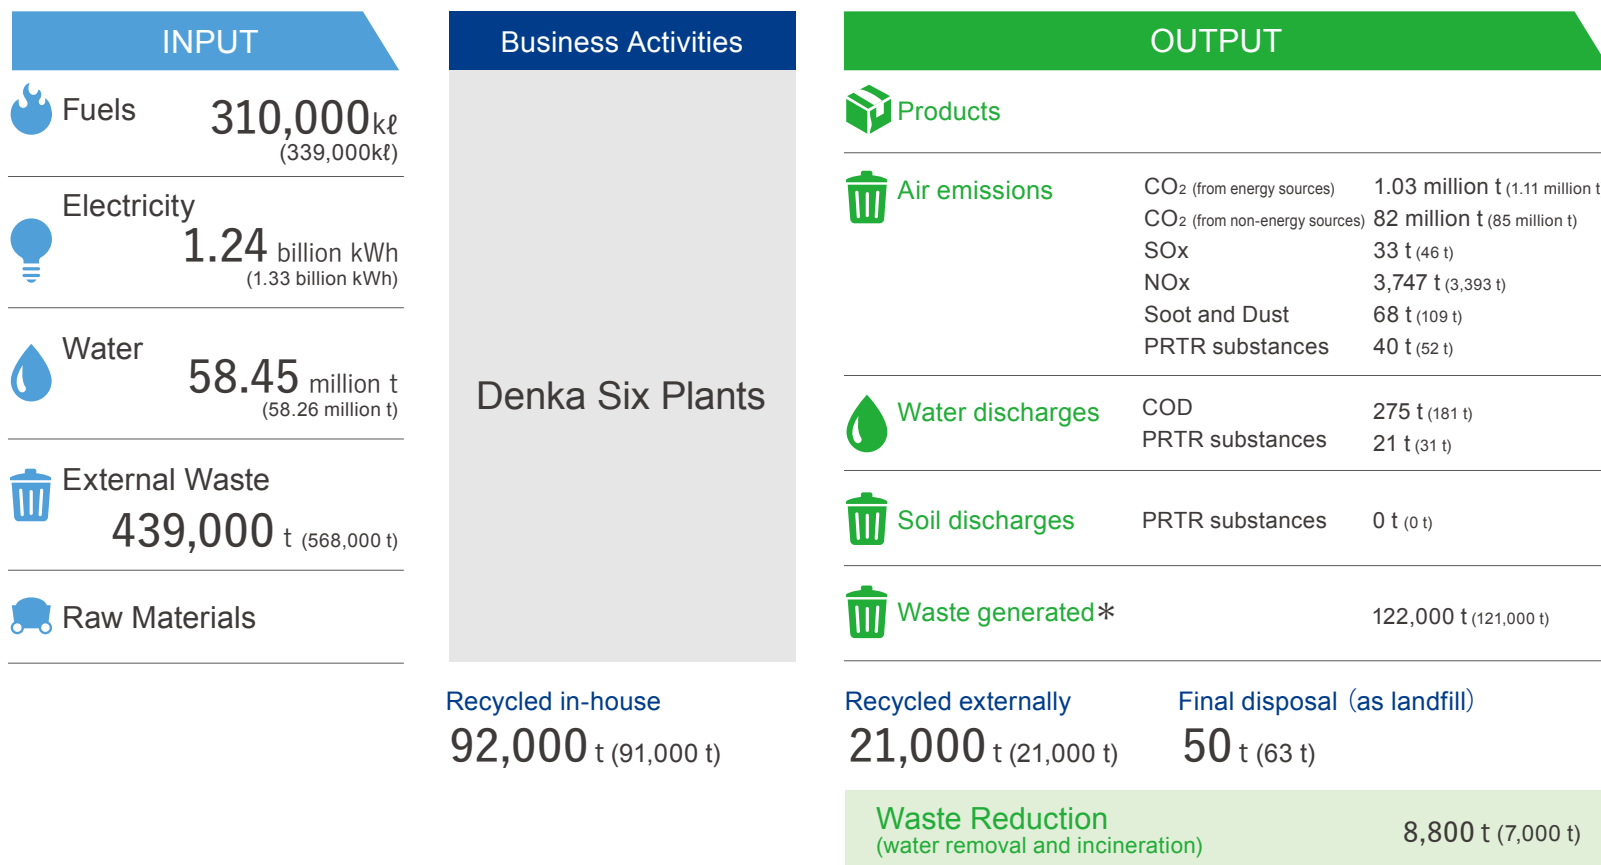 INPUT
Fuels
310,000kℓ
(339,000kℓ)
Electricity
1.24 billion kWh
(1.33 billion kWh)
Water
58.45 million t
(58.26 million t)
External Waste
439,000 t (568,000 t)
Raw Materials
Business Activities
Denka Six Plants
Recycled in-house
92,000 t (91,000 t)
OUTPUT
Products
Air emissions
CO2 (from energy sources) 1.03 million t (1.11 million t
CO2 (from non-energy sources) 82 million t (85 million t)
SOx 33 t (46 t)
NOx 3,747 t (3,393 t)
Soot and Dust 68 t (109 t)
PRTR substances 40 t (52 t)
Water discharges
COD 275 t (181 t)
PRTR substances 21 t (31 t)
Soil discharges PRTR substances 0 t (0 t)
Waste generated＊ 122,000 t (121,000 t)
Recycled externally
21,000 t (21,000 t)
Final disposal（as landfill）
50 t (63 t)
Waste Reduction
(water removal and incineration)
8,800 t (7,000 t)